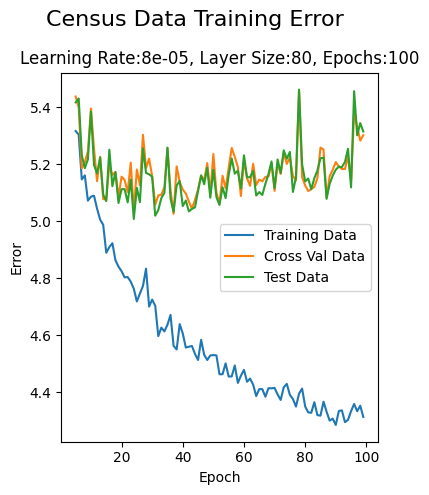 Census Data Training Error
Learning Rate:8e-05, Layer Size:80, Epochs:100
5.4
5.2
5.0
4.8
4.6
4.4
Error
Training Data
Cross Val Data
Test Data
20 40 60 80 100
Epoch